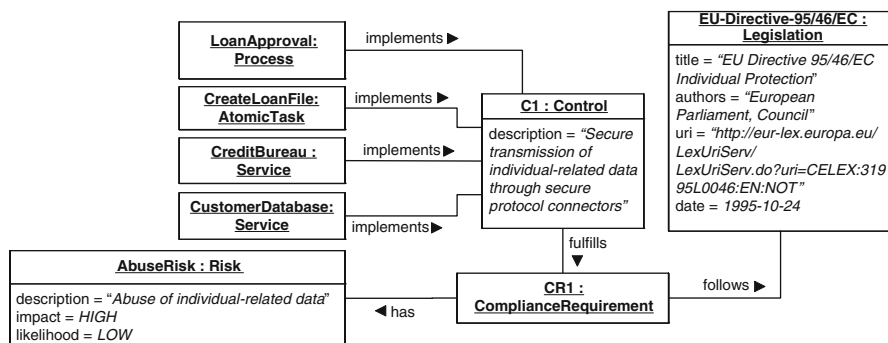 LoanApproval:
Process
implements ►
CreateLoanFile:
AtomicTask
implements ►
CreditBureau :
Service
implements ►
CustomerDatabase:
Service
implements►
C1 : Control
description = “Secure
transmission of
individual-related data
through secure
protocol connectors”
EU-Directive-95/46/EC :
Legislation
title = “EU Directive 95/46/EC
Individual Protection”
authors = “European
Parliament, Council”
uri = “http://eur-lex.europa.eu/
LexUriServ/
LexUriServ.do?uri=CELEX:319
95L0046:EN:NOT”
date = 1995-10-24
fulfills
▼
AbuseRisk : Risk
description = “Abuse of individual-related data”
impact = HIGH
likelihood = LOW
◄ has
CR1 :
ComplianceRequirement
follows ►